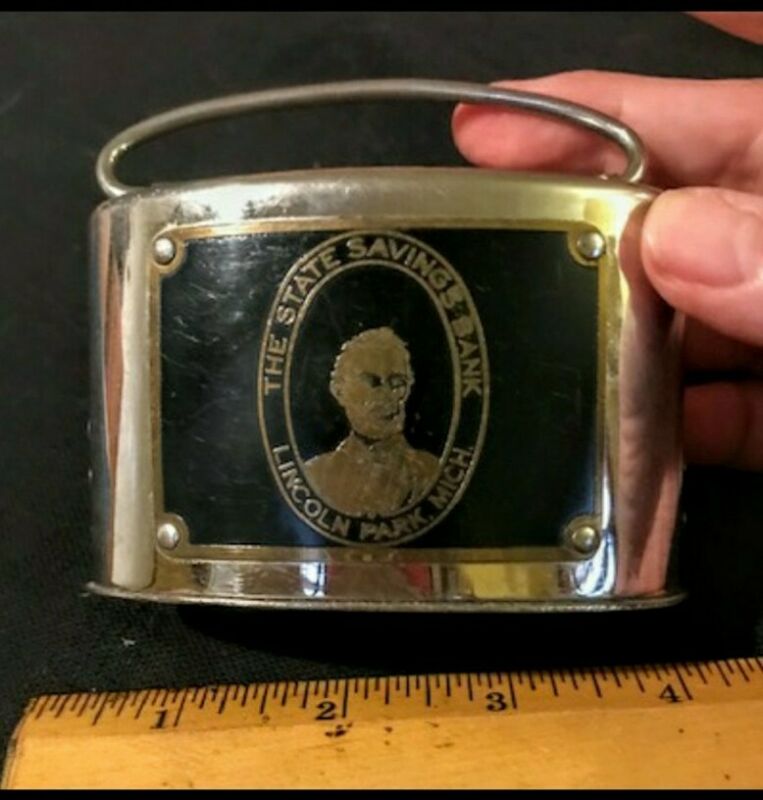 THE STATE SAVINGS BANK
LINCOLN PARK, MICH.
1 2 3 4